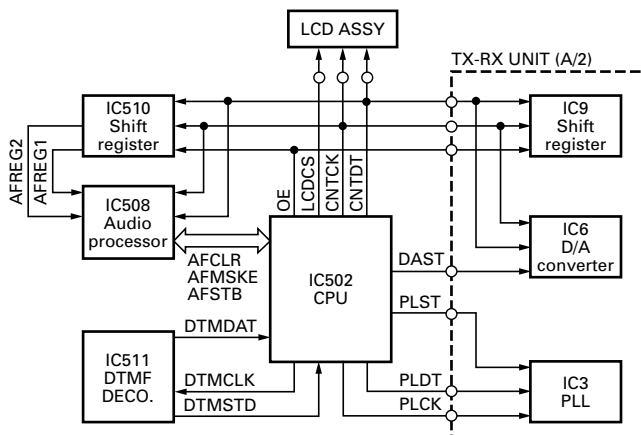 LCD ASSY
TX-RX UNIT (A/2)
IC510
Shift
register
IC9
Shift
register
AFREG2
AFREG1
OE
LCDCS
CNTCK
CNTDT
IC508
Audio
processor
AFCLR
AFMSKE
AFSTB
IC502
CPU
DAST
IC6
D/A
converter
PLST
IC511
DTMF
DECO.
DTMDAT
DTMCLK
DTMSTD
PLDT
PLCK
IC3
PLL